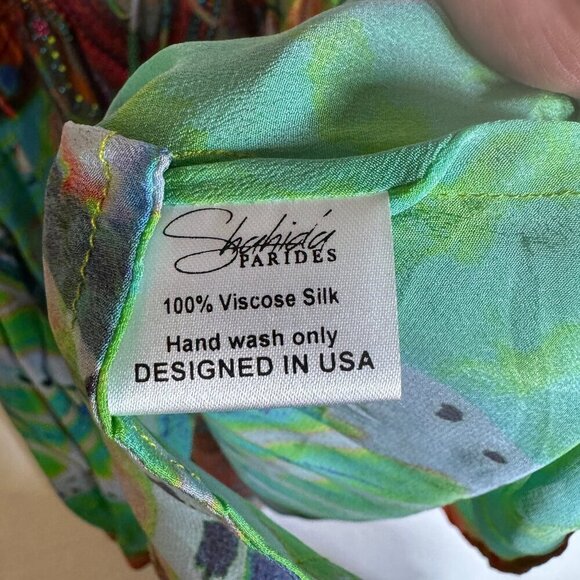 Shahida
PARIDES
100% Viscose Silk
Hand wash only
DESIGNED IN USA